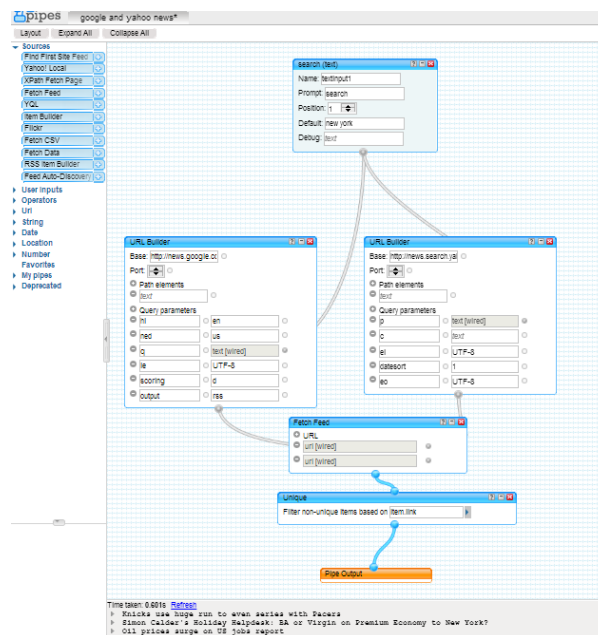 pipes google and yahoo news*
Layout Expand All Collapse All
Sources
Find First Site Feed
Yahoo! Local
XPath Fetch Page
Fetch Feed
YQL
Item Builder
Flickr
Fetch CSV
Fetch Data
RSS Item Builder
Feed Auto-Discovery
User inputs
Operators
Url
String
Date
Location
Number
Favorites
My pipes
Deprecated
search (text)
Name: textinput1
Prompt: search
Position: 1
Default: new york
Debug: text
URL Builder
Base: http://news.google.cc
Port:
Path elements
text
Query parameters
hl en
ned us
q text [wired]
ie UTF-8
scoring d
output rss
URL Builder
Base: http://news.search.yal
Port:
Path elements
text
Query parameters
p text [wired]
c text
ei UTF-8
datesort 1
eo UTF-8
Fetch Feed
URL
url [wired]
url [wired]
Unique
Filter non-unique items based on item.link
Pipe Output
Time taken: 0.601s Refresh
Knicks use huge run to even series with Pacers
Simon Calder's Holiday Helpdesk: BA or Virgin on Premium Economy to New York?
Oil prices surge on US jobs report